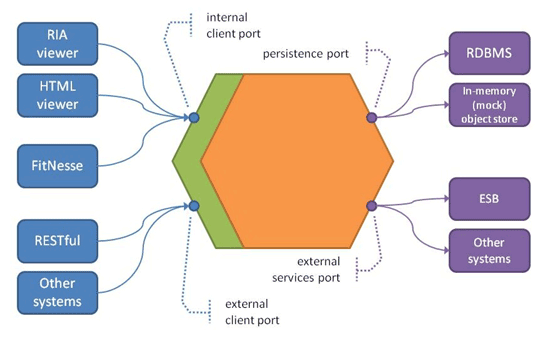 RIA
viewer
HTML
viewer
FitNesse
RESTful
Other
systems
internal
client port
persistence port
external
services port
external
client port
RDBMS
In-memory
(mock)
object store
ESB
Other
systems